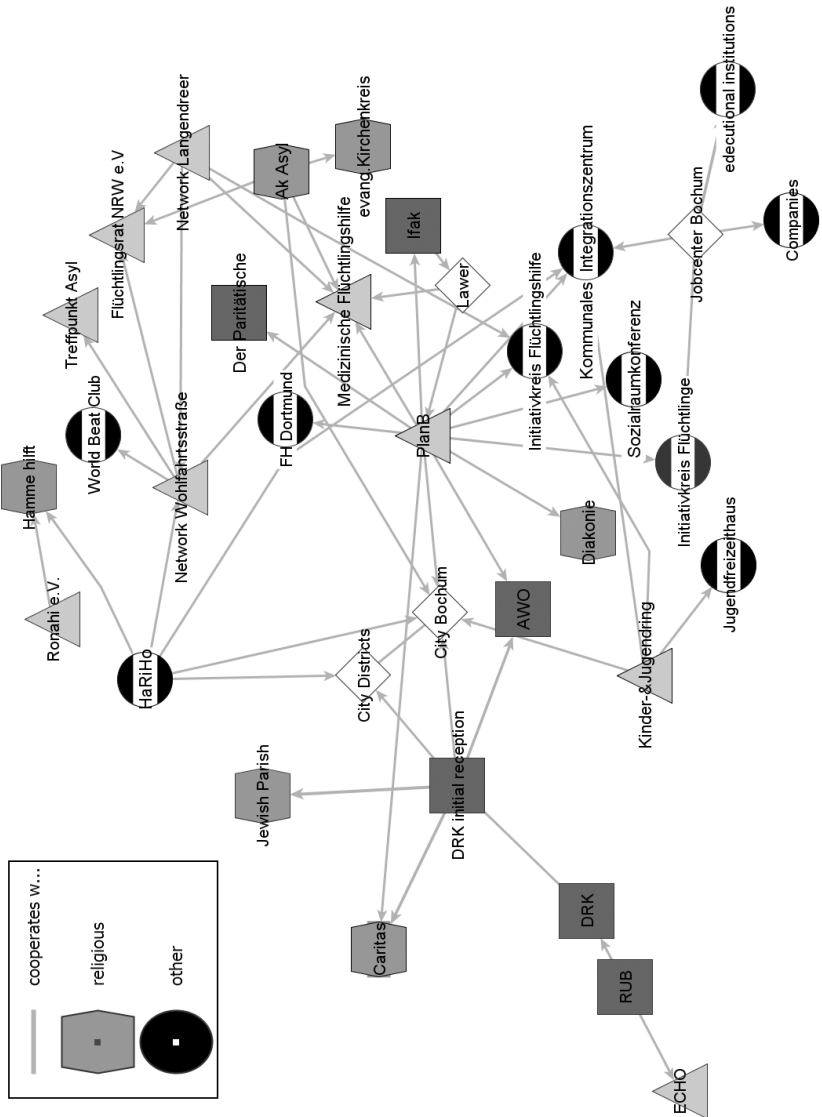 edecutional institutions
Network Langendreer
evang.Kirchenkreis
Ak Asyl
Flüchtlingsrat NRW e.V
Integrationszentrum
Kommunales
Companies
Jobcenter Bochum
Ifak
Treffpunkt Asyl
Der Paritätische
Medizinische Flüchtlingshilfe
Lawer
Initiativkreis Flüchtlingshilfe
Sozialraumkonferenz
World Beat Club
FH Dortmund
PlanB
Initiativkreis Flüchtlinge
Hamme hilft
Network Wohlfahrtsstraße
Diakonie
Jugendfreizeithaus
Ronahi e.V.
City Bochum
AWO
HaRiHo
City Districts
Kinder-&Jugendring
Jewish Parish
DRK initial reception
DRK
Caritas
RUB
ECHO
cooperates w...
religious
other